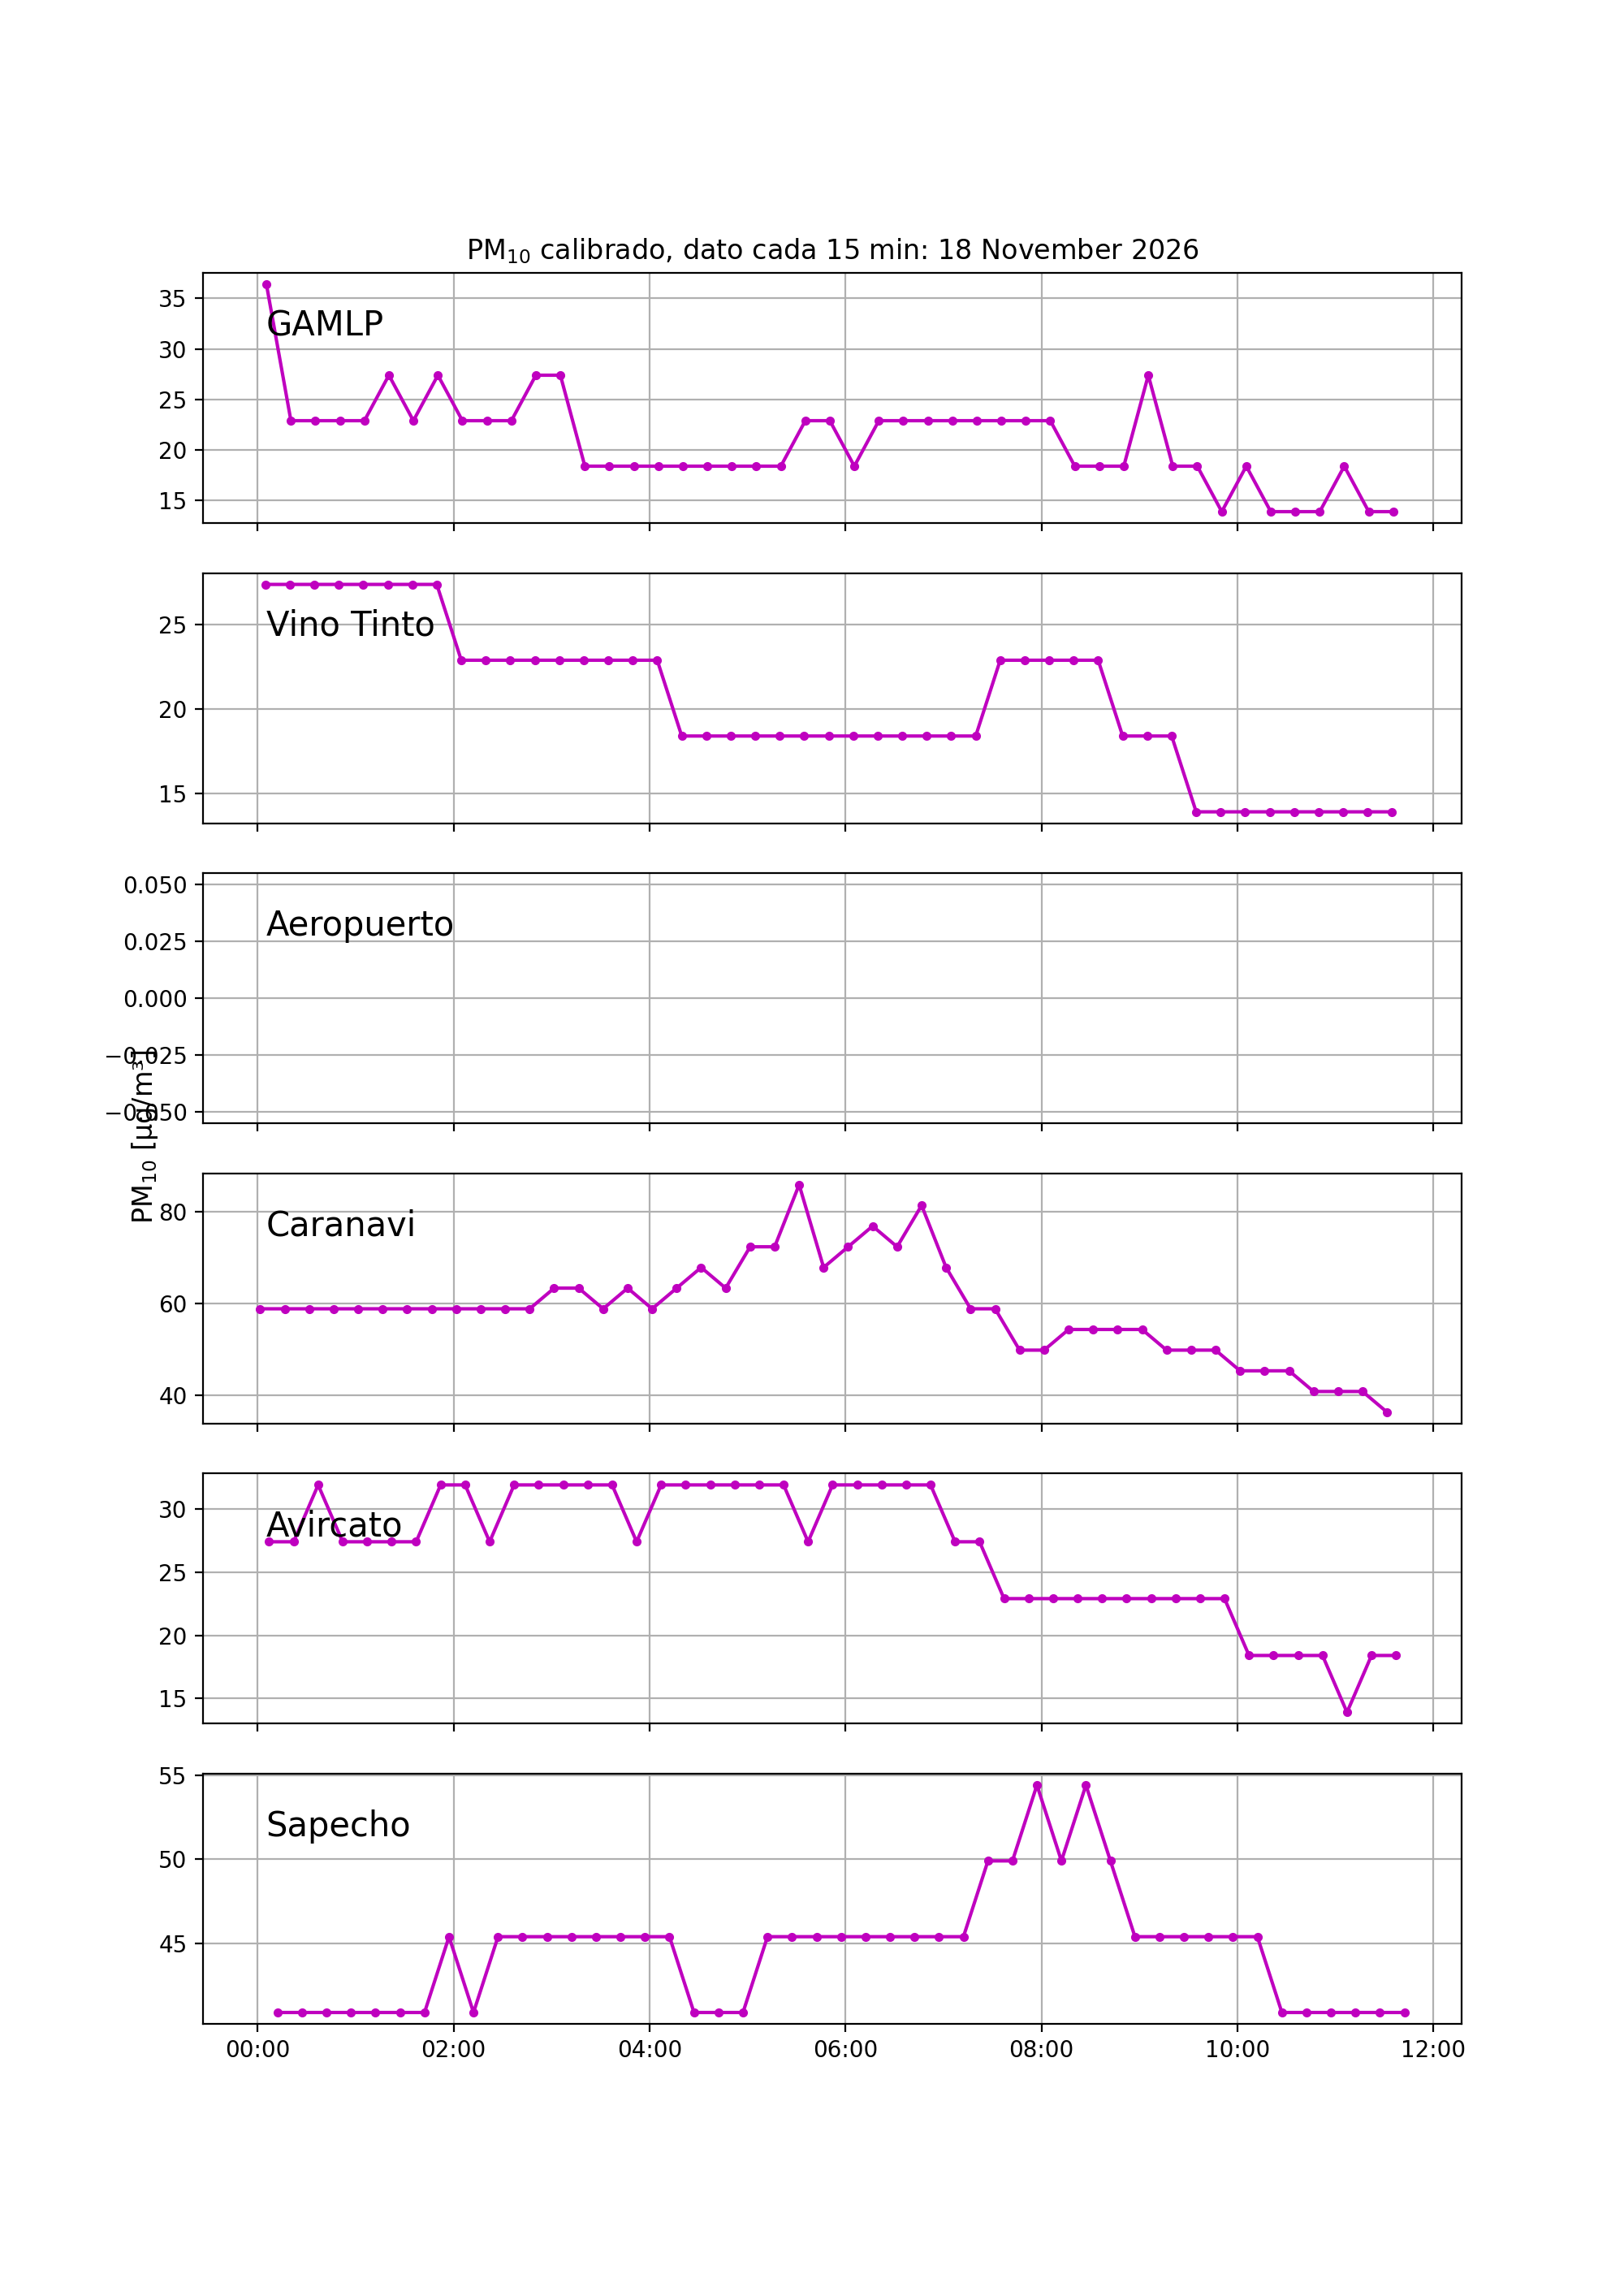 PM₁₀ calibrado, dato cada 15 min: 18 November 2026
35
30
25
20
15
GAMLP
25
20
15
Vino Tinto
0.050
0.025
0.000
−0.025
−0.050
Aeropuerto
PM₁₀ [µg/m³]
80
60
40
Caranavi
30
25
20
15
Avircato
55
50
45
Sapecho
00:00 02:00 04:00 06:00 08:00 10:00 12:00